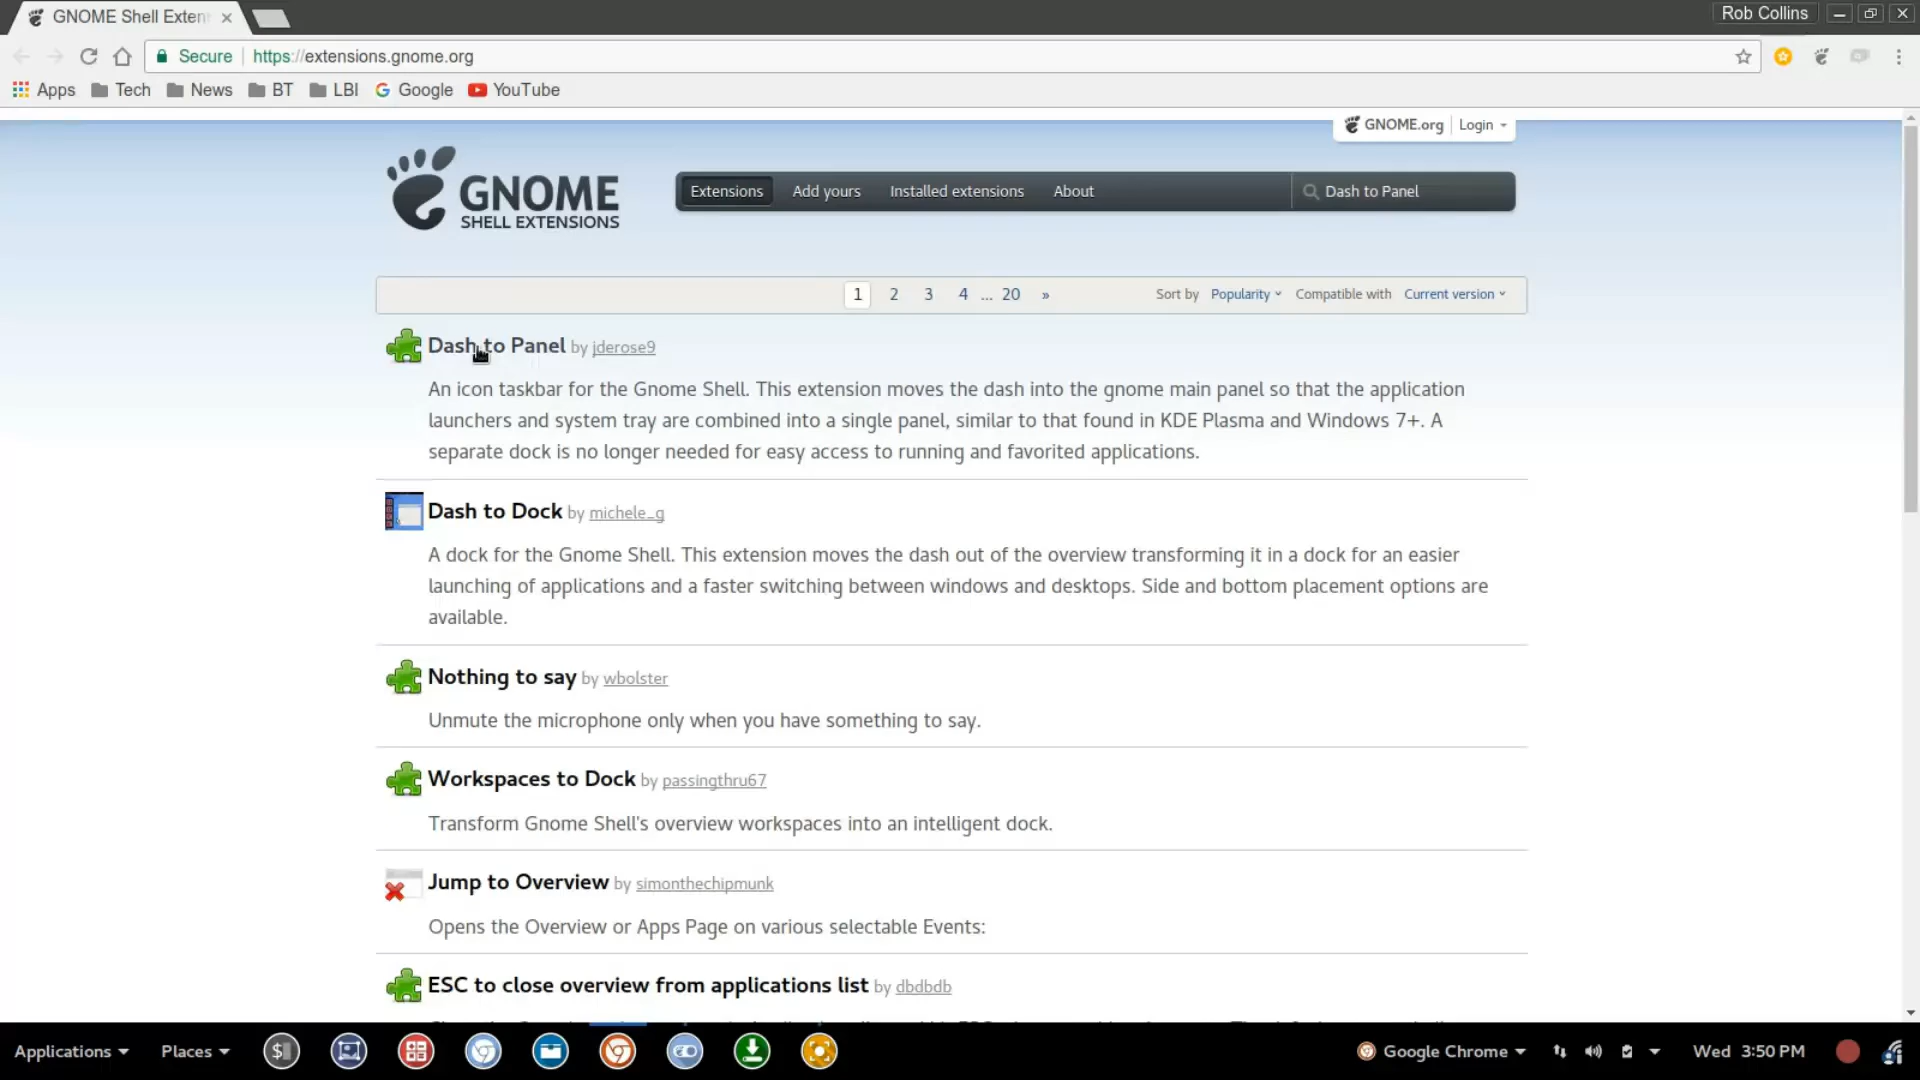 GNOME Shell Exten
Rob Collins
Secure
https://extensions.gnome.org
Apps Tech News BT LBI Google YouTube
GNOME.org Login
GNOME
SHELL EXTENSIONS
Extensions Add yours Installed extensions About Dash to Panel
1 2 3 4 ... 20 » Sort by Popularity Compatible with Current version
Dash to Panel by jderose9
An icon taskbar for the Gnome Shell. This extension moves the dash into the gnome main panel so that the application
launchers and system tray are combined into a single panel, similar to that found in KDE Plasma and Windows 7+. A
separate dock is no longer needed for easy access to running and favorited applications.
Dash to Dock by michele_g
A dock for the Gnome Shell. This extension moves the dash out of the overview transforming it in a dock for an easier
launching of applications and a faster switching between windows and desktops. Side and bottom placement options are
available.
Nothing to say by wbolster
Unmute the microphone only when you have something to say.
Workspaces to Dock by passingthru67
Transform Gnome Shell's overview workspaces into an intelligent dock.
Jump to Overview by simonthechipmunk
Opens the Overview or Apps Page on various selectable Events:
ESC to close overview from applications list by dbdbdb
Applications Places Google Chrome Wed 3:50 PM